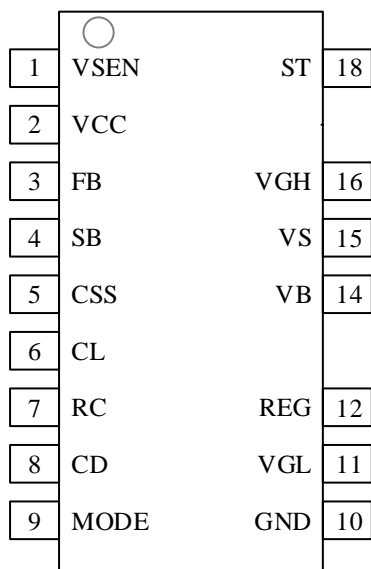 1 VSEN ST 18
2 VCC
3 FB VGH 16
4 SB VS 15
5 CSS VB 14
6 CL
7 RC REG 12
8 CD VGL 11
9 MODE GND 10